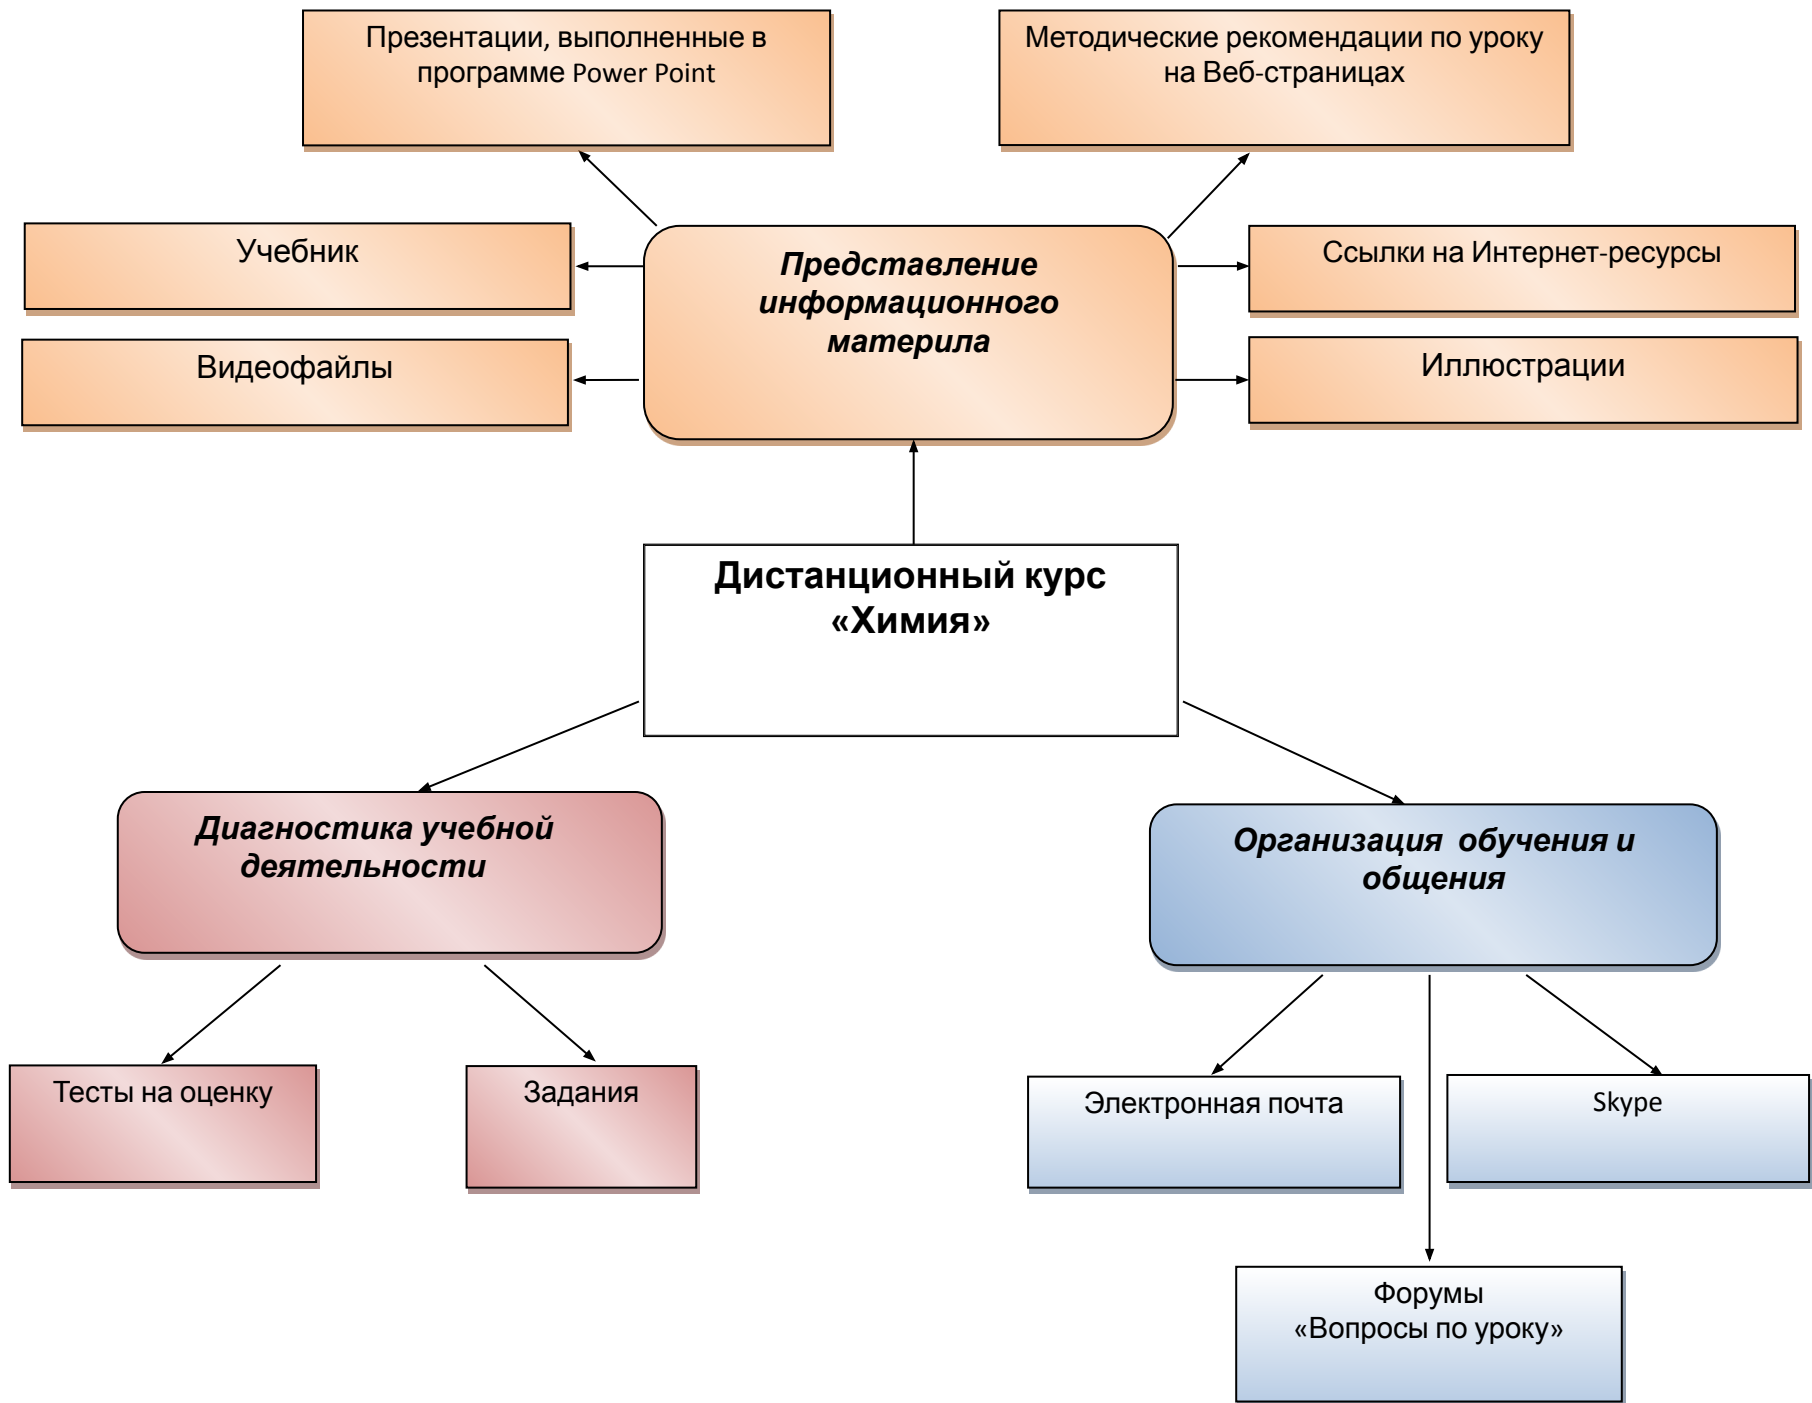 Презентации, выполненные в
программе Power Point
Методические рекомендации по уроку
на Веб-страницах
Учебник
Представление
информационного
материла
Ссылки на Интернет-ресурсы
Видеофайлы
Иллюстрации
Дистанционный курс
«Химия»
Диагностика учебной
деятельности
Организация обучения и
общения
Тесты на оценку
Задания
Электронная почта
Skype
Форумы
«Вопросы по уроку»